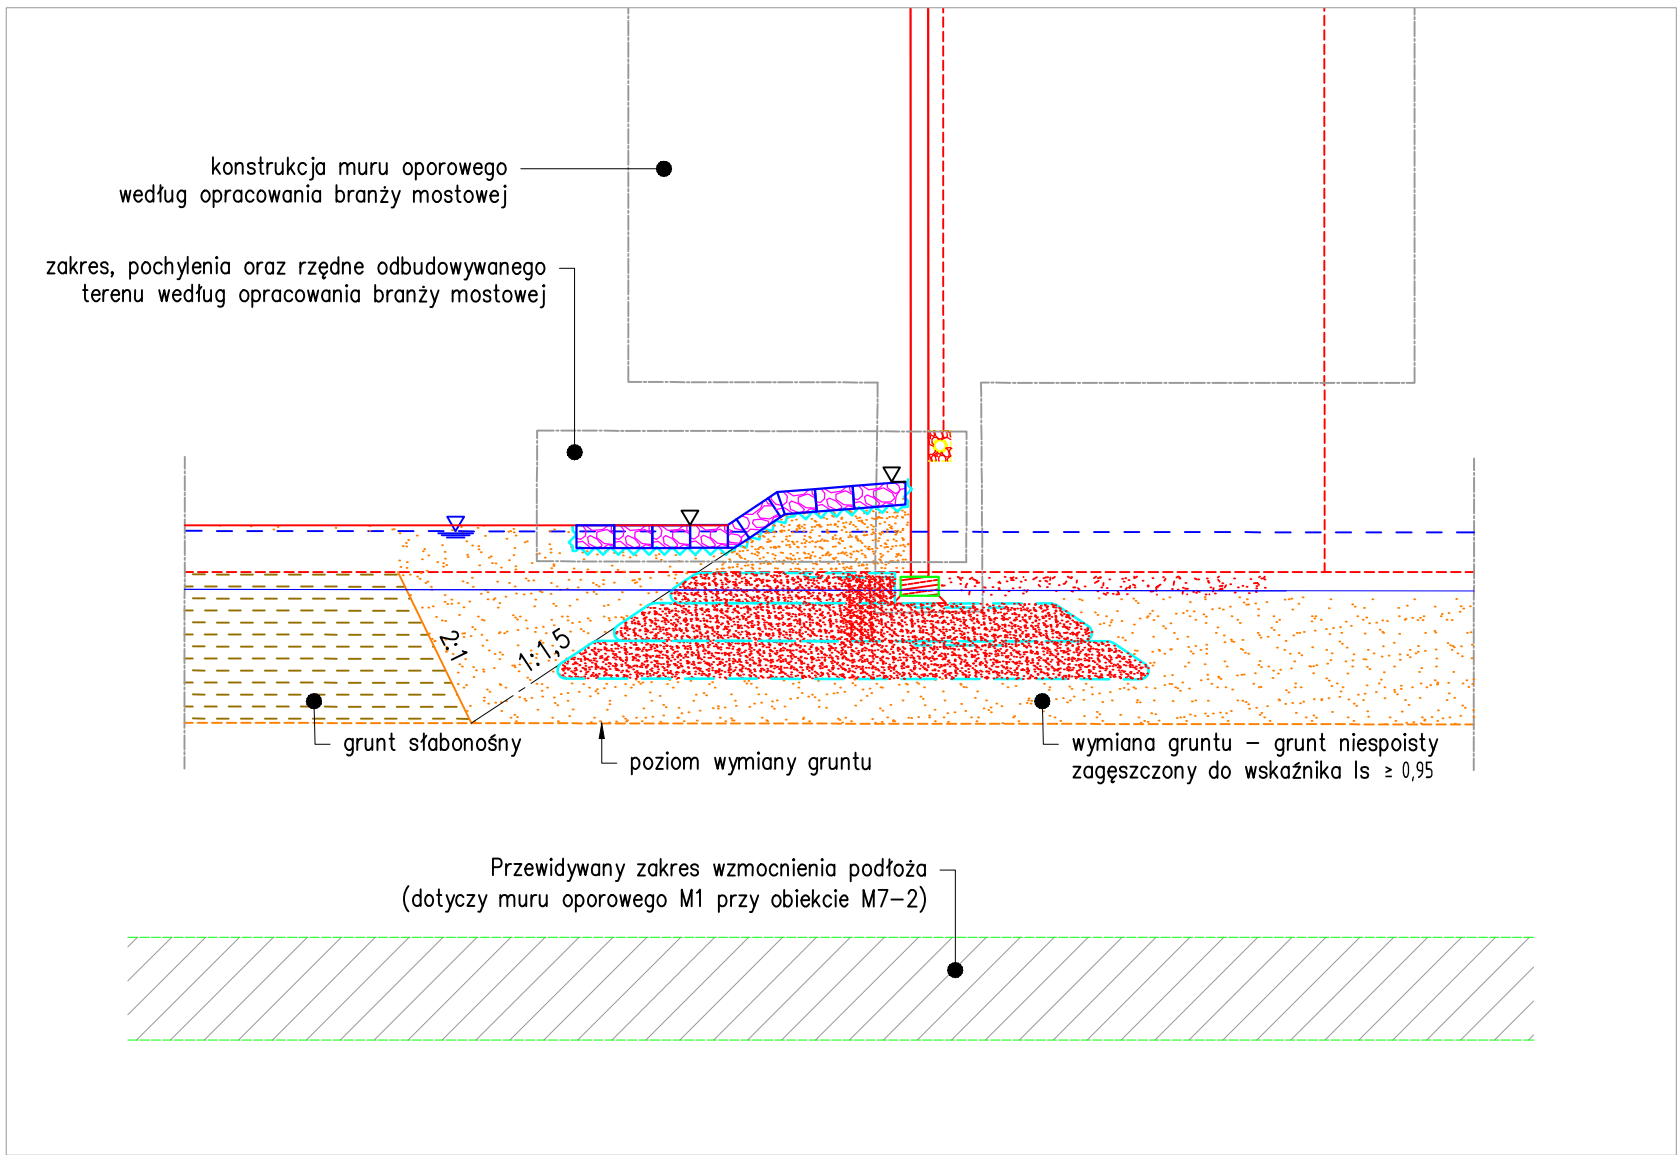 konstrukcja muru oporowego
według opracowania branży mostowej
zakres, pochylenia oraz rzędne odbudowywanego
terenu według opracowania branży mostowej
2:1
1:1,5
grunt słabonośny
poziom wymiany gruntu
wymiana gruntu – grunt niespoisty
zagęszczony do wskaźnika Is ≥ 0,95
Przewidywany zakres wzmocnienia podłoża
(dotyczy muru oporowego M1 przy obiekcie M7–2)